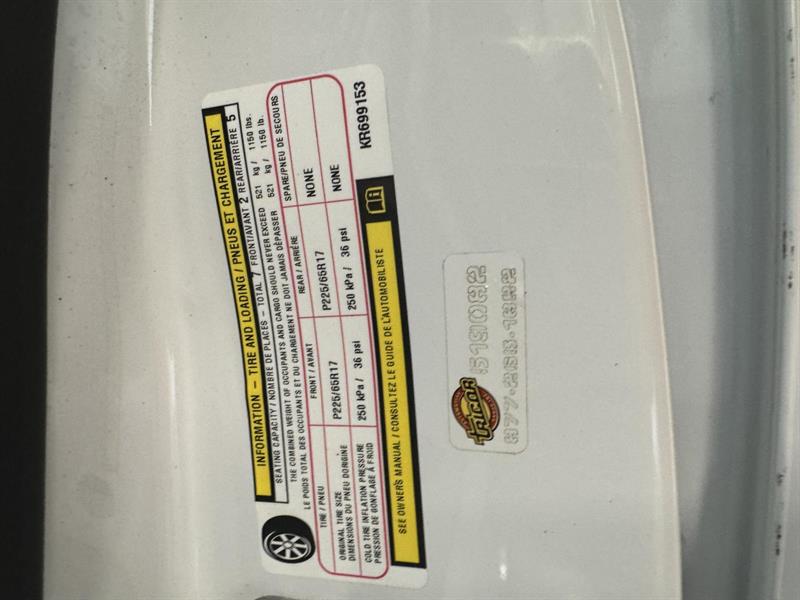 INFORMATION – TIRE AND LOADING / PNEUS ET CHARGEMENT
SEATING CAPACITY / NOMBRE DE PLACES – TOTAL 7 FRONT/AVANT 2 REAR/ARRIÈRE 5
THE COMBINED WEIGHT OF OCCUPANTS AND CARGO SHOULD NEVER EXCEED 521 kg / 1150 lbs.
LE POIDS TOTAL DES OCCUPANTS ET DU CHARGEMENT NE DOIT JAMAIS DÉPASSER 521 kg / 1150 lb.
TIRE / PNEU FRONT / AVANT REAR / ARRIÈRE SPARE/PNEU DE SECOURS
ORIGINAL TIRE SIZE
DIMENSIONS DU PNEU DORIGINE P225/65R17 P225/65R17 NONE
COLD TIRE INFLATION PRESSURE
PRESSION DE GONFLAGE À FROID 250 kPa / 36 psi 250 kPa / 36 psi NONE
SEE OWNER'S MANUAL / CONSULTEZ LE GUIDE DE L'AUTOMOBILISTE
KR699153
TRICOR